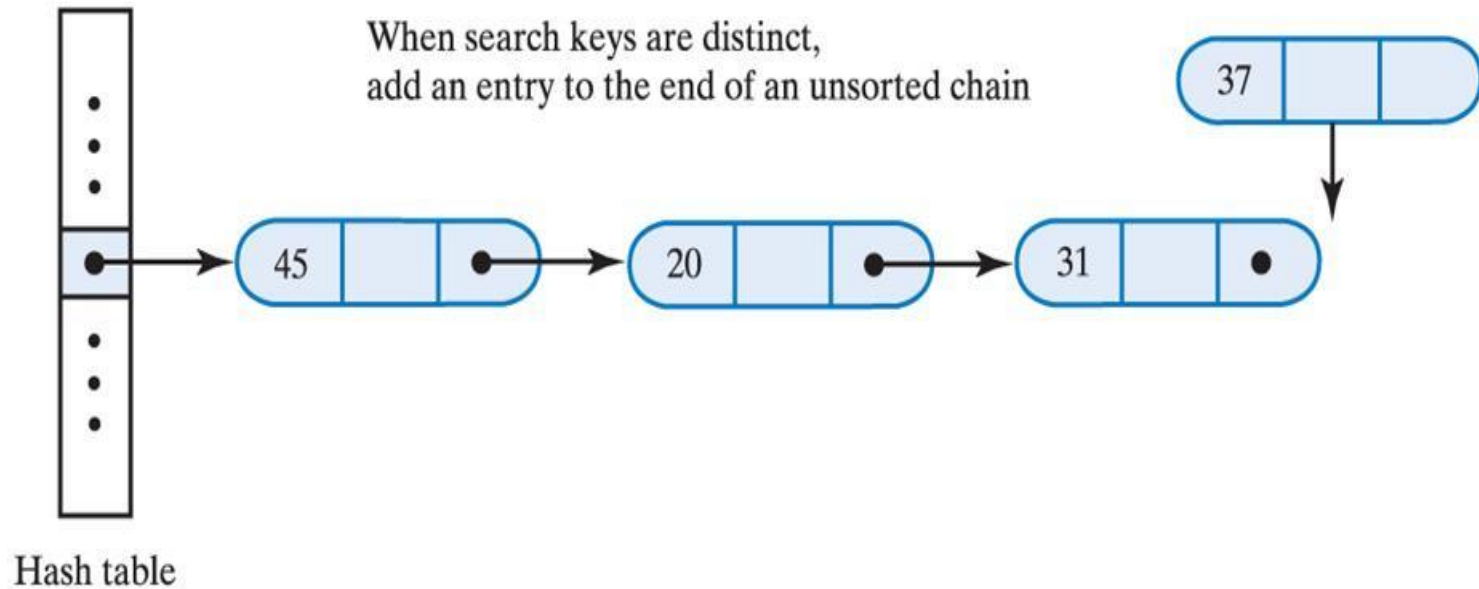 When search keys are distinct,
add an entry to the end of an unsorted chain
37
45
20
31
Hash table